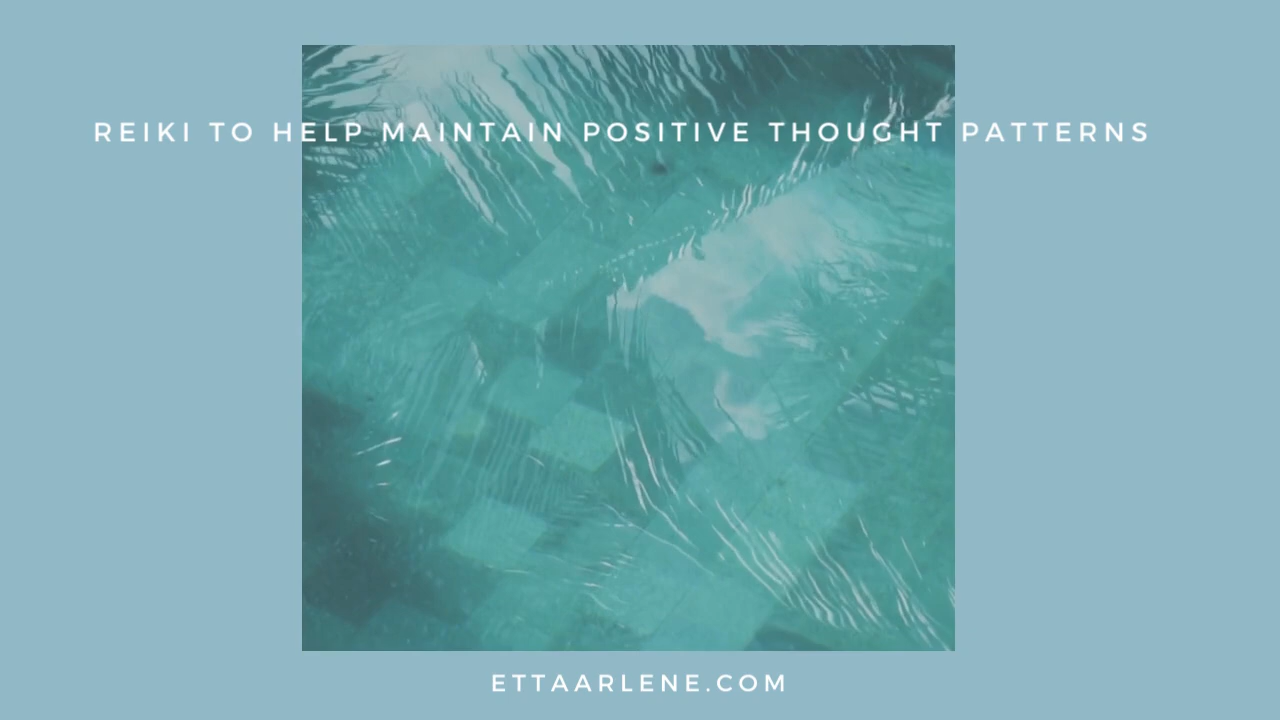 REIKI TO HELP MAINTAIN POSITIVE THOUGHT PATTERNS
ETTAARLENE.COM